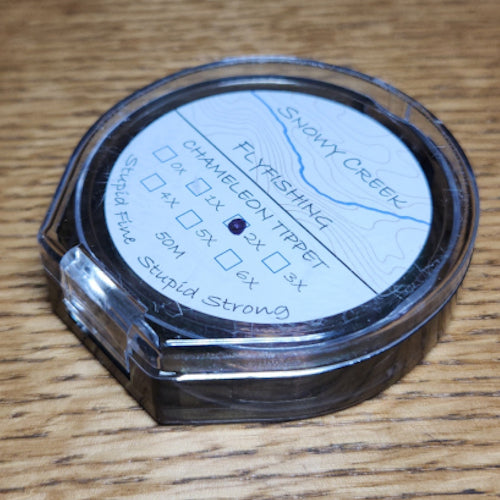 SNOWY CREEK
FLYFISHING
CHAMELEON TIPPET
0X 1X 2X 3X
4X 5X 6X
50M
Stupid Fine Stupid Strong